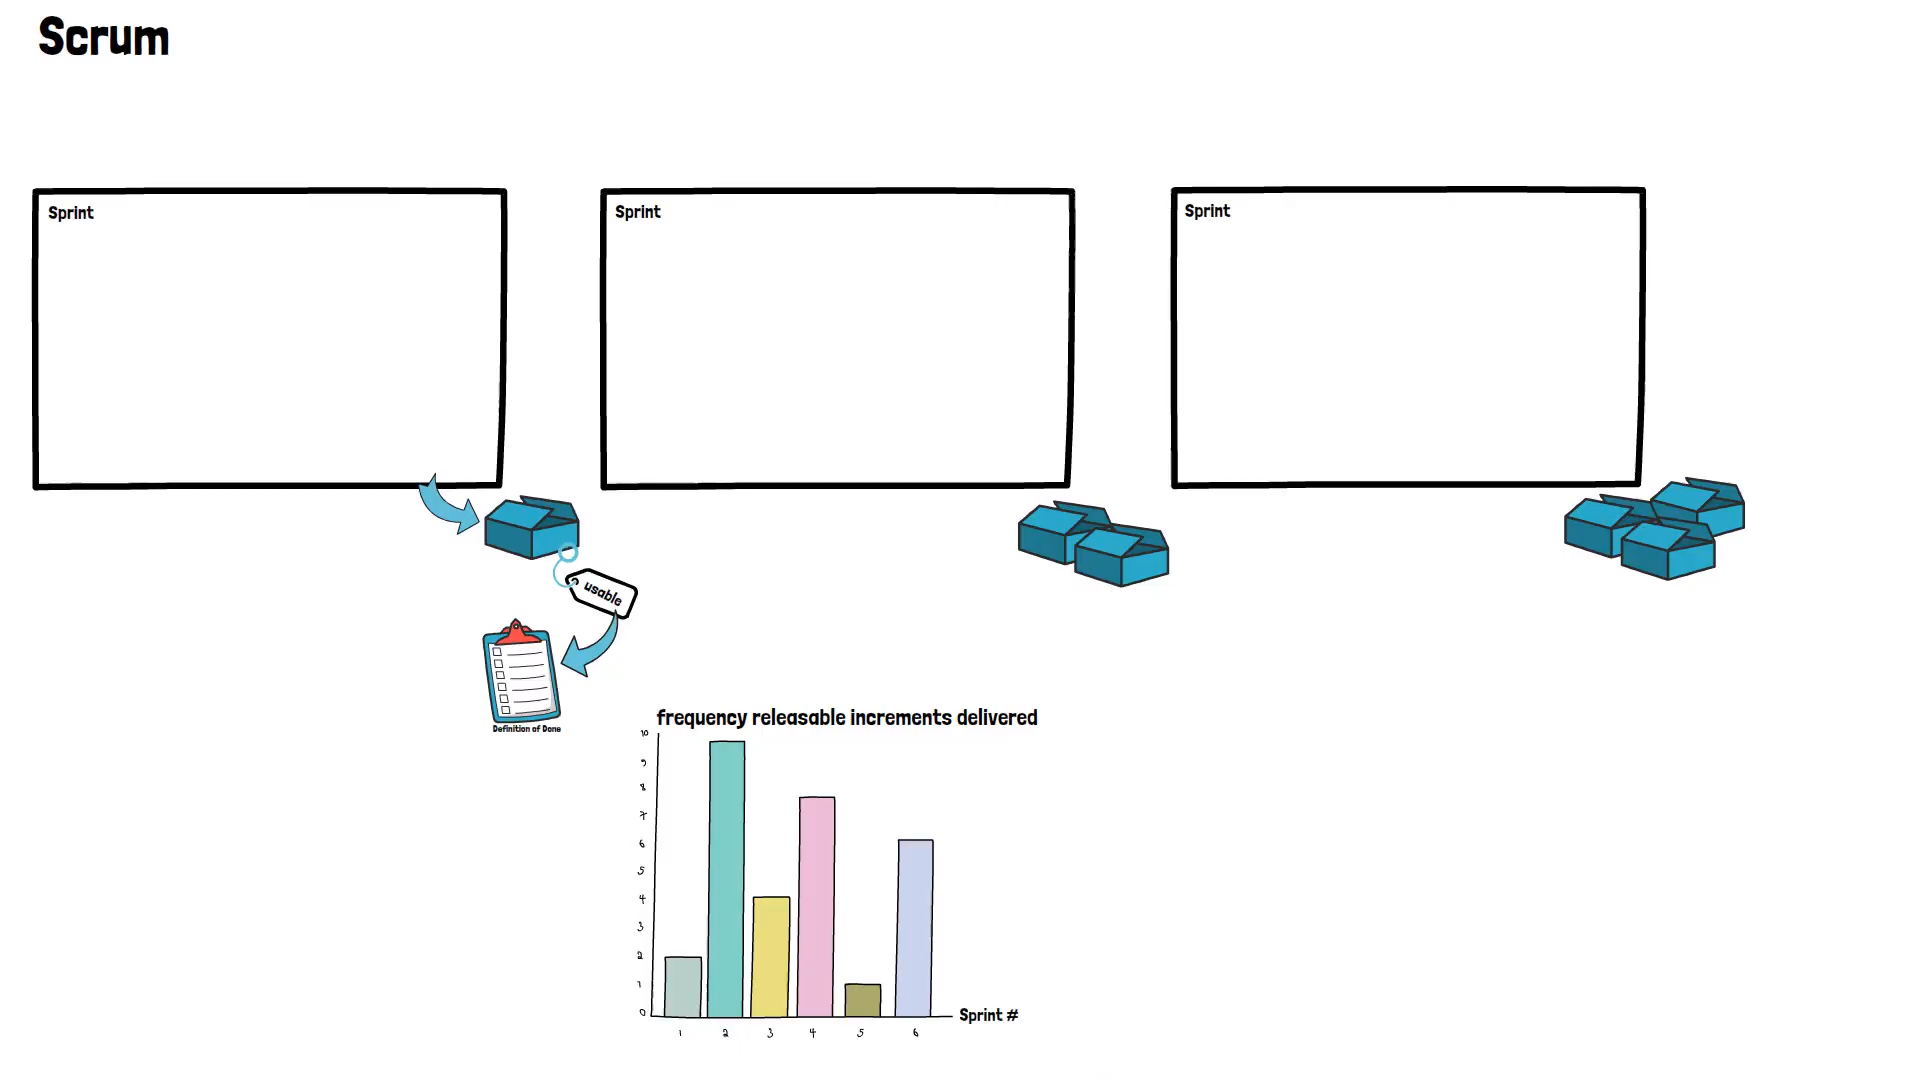 Scrum
Sprint
Sprint
Sprint
usable
Definition of Done
frequency releasable increments delivered
10
9
8
7
6
5
4
3
2
1
0
Sprint #
1 2 3 4 5 6